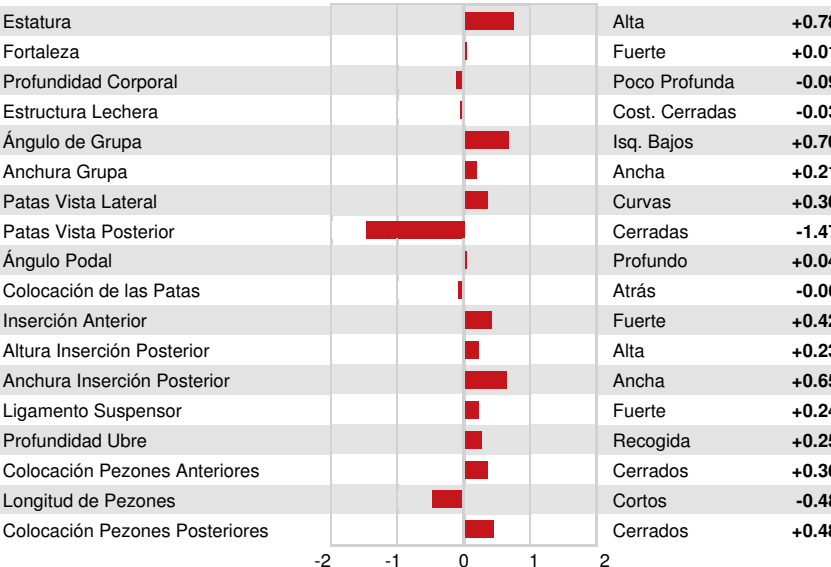 Estatura Alta +0.78
Fortaleza Fuerte +0.01
Profundidad Corporal Poco Profunda -0.09
Estructura Lechera Cost. Cerradas -0.03
Ángulo de Grupa Isq. Bajos +0.70
Anchura Grupa Ancha +0.21
Patas Vista Lateral Curvas +0.36
Patas Vista Posterior Cerradas -1.47
Ángulo Podal Profundo +0.04
Colocación de las Patas Atrás -0.06
Inserción Anterior Fuerte +0.42
Altura Inserción Posterior Alta +0.23
Anchura Inserción Posterior Ancha +0.65
Ligamento Suspensor Fuerte +0.24
Profundidad Ubre Recogida +0.25
Colocación Pezones Anteriores Cerrados +0.36
Longitud de Pezones Cortos -0.48
Colocación Pezones Posteriores Cerrados +0.48
-2 -1 0 1 2